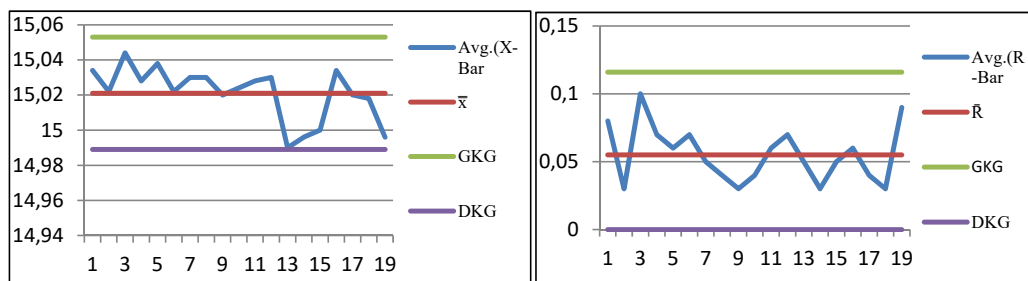 15,06
15,04
15,02
15
14,98
14,96
14,94
1 3 5 7 9 11 13 15 17 19
Avg.(X-
Bar
x̿
GKG
DKG
0,15
0,1
0,05
0
1 3 5 7 9 11 13 15 17 19
Avg.(R
-Bar
R̄
GKG
DKG